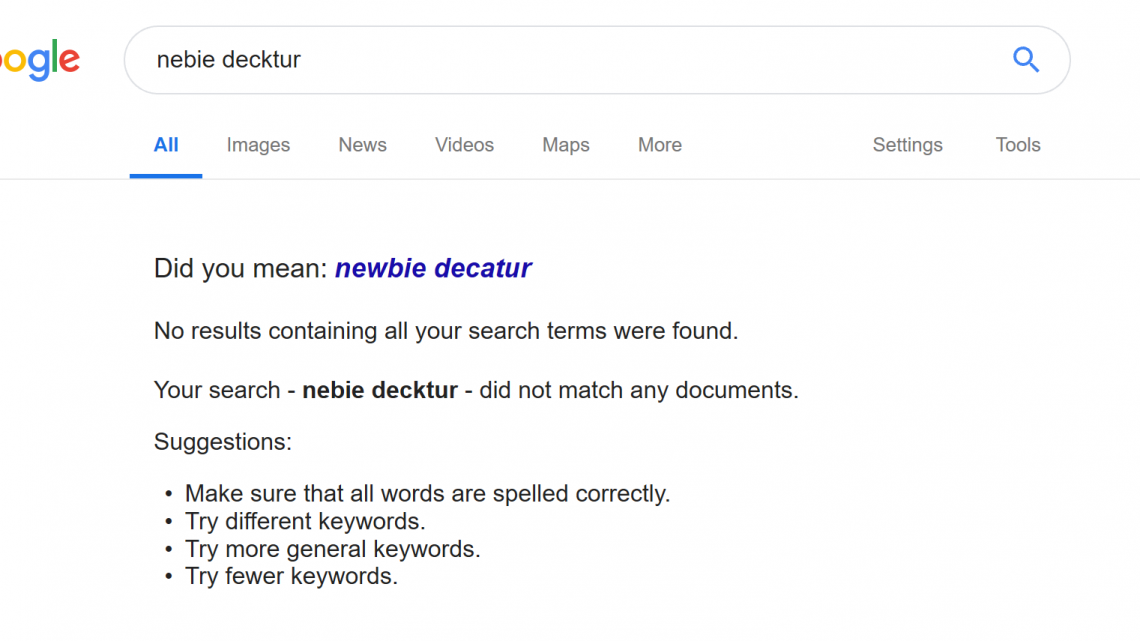 ogle
nebie decktur
All Images News Videos Maps More Settings Tools
Did you mean: newbie decatur
No results containing all your search terms were found.
Your search - nebie decktur - did not match any documents.
Suggestions:
• Make sure that all words are spelled correctly.
• Try different keywords.
• Try more general keywords.
• Try fewer keywords.